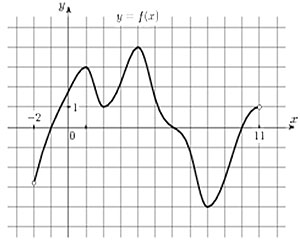 y = f(x)
y
1
-2 0 11 x